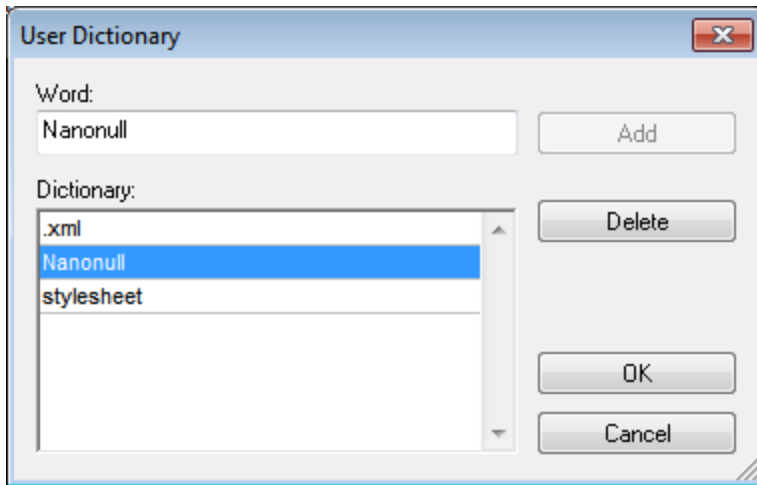 User Dictionary
Word:
Nanonull
Add
Dictionary:
.xml
Delete
Nanonull
stylesheet
OK
Cancel